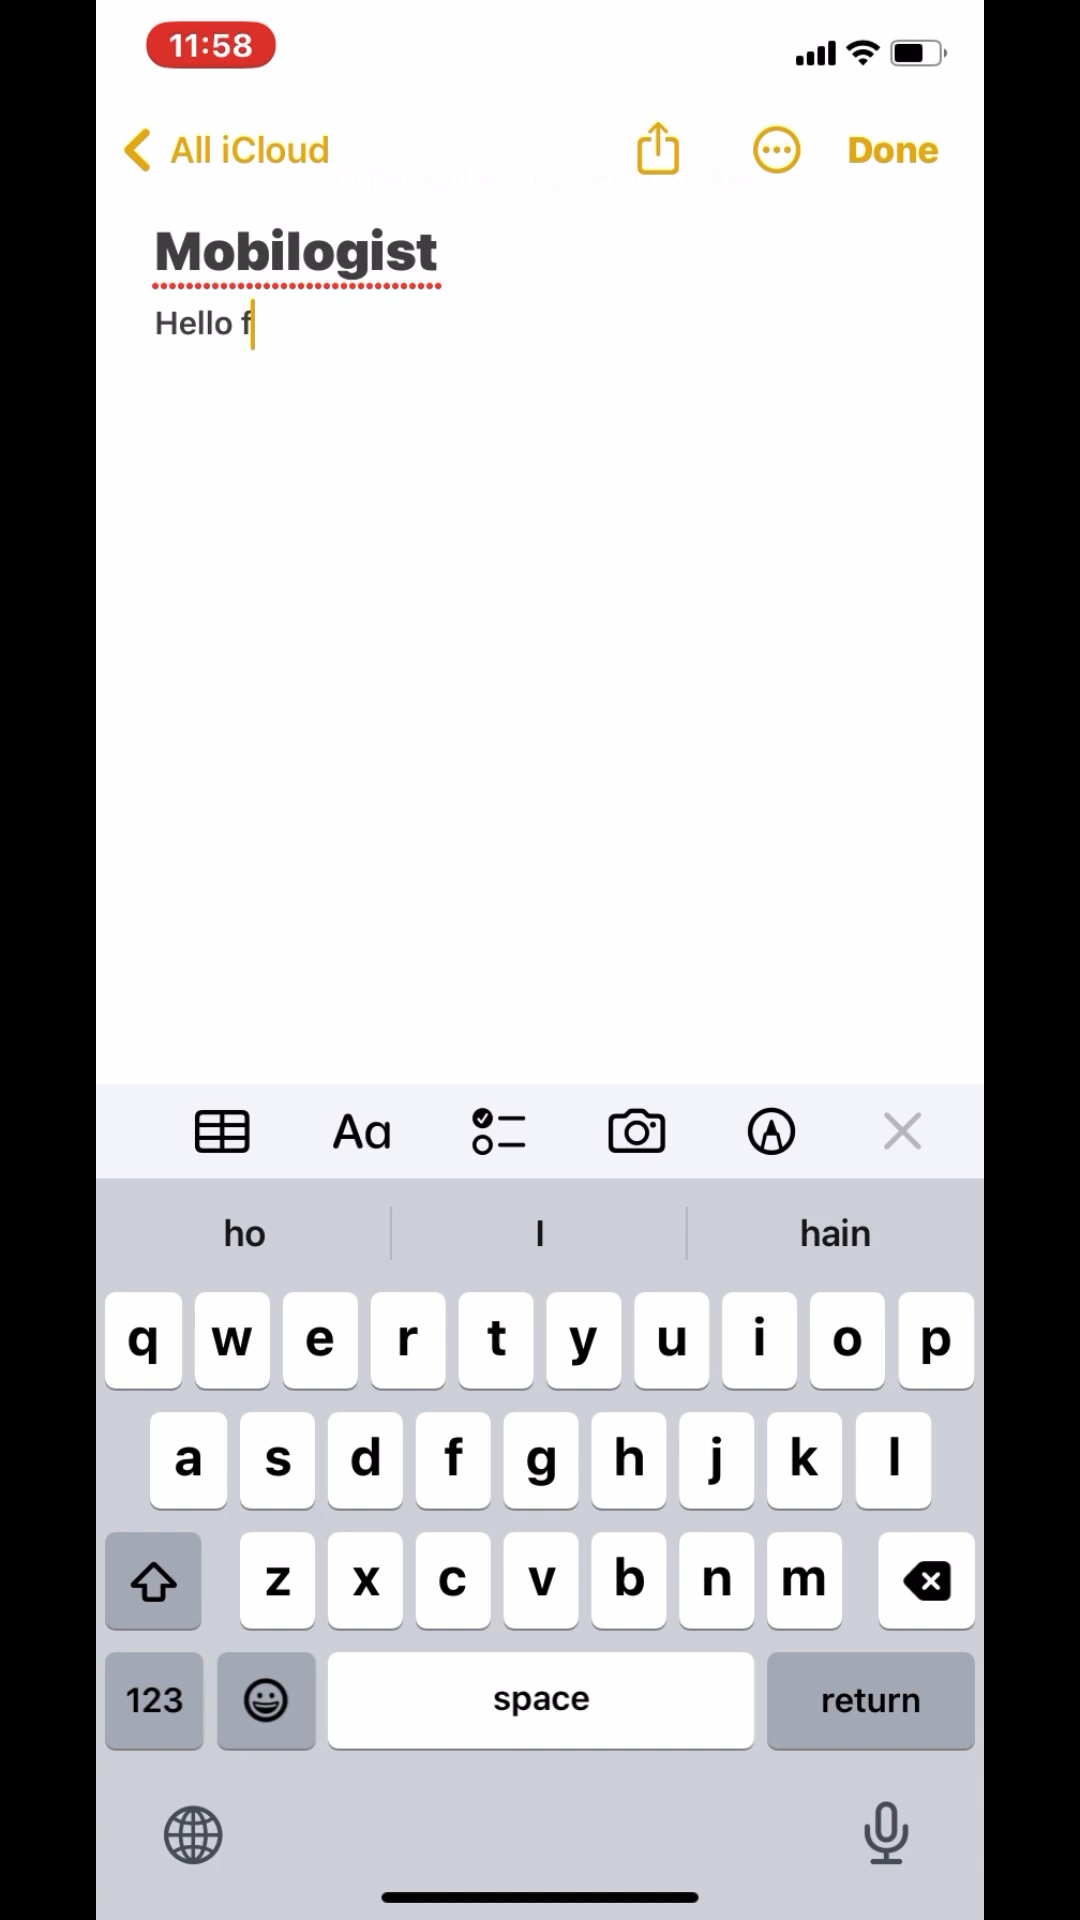 11:58
All iCloud
Done
Mobilogist
Hello f
Aa
ho I hain
q w e r t y u i o p
a s d f g h j k l
z x c v b n m
123 space return